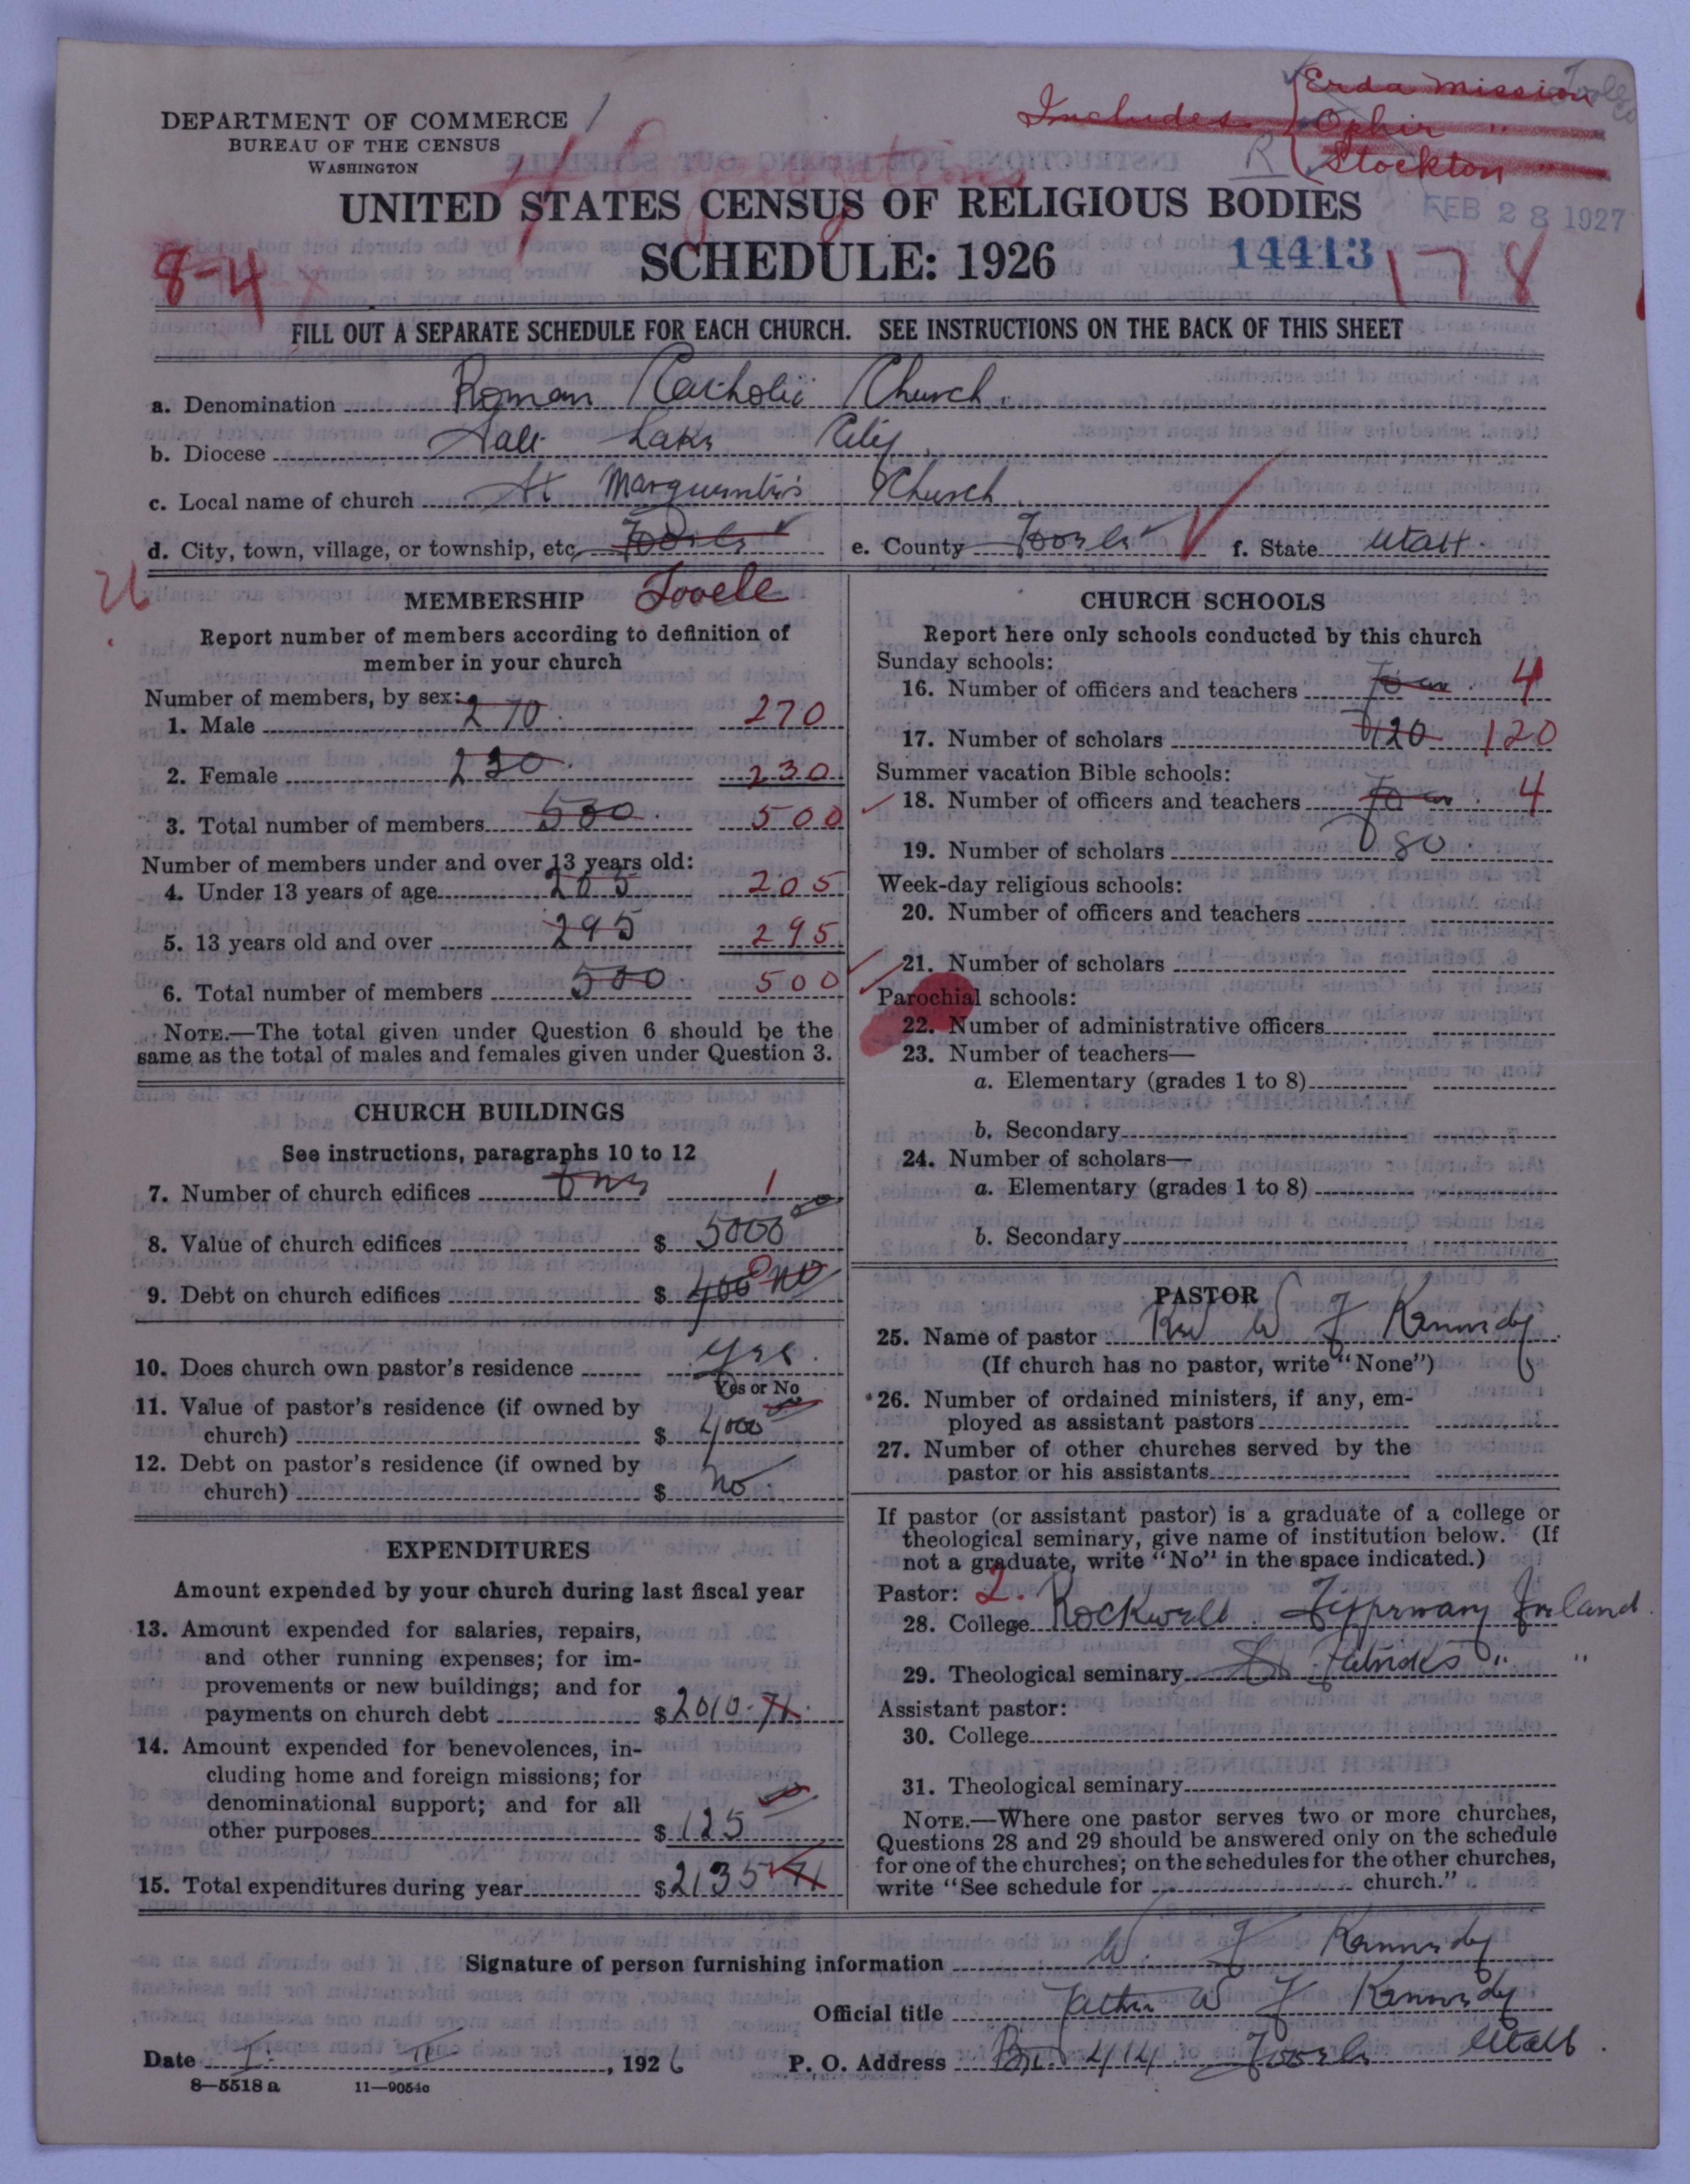 DEPARTMENT OF COMMERCE
BUREAU OF THE CENSUS
WASHINGTON
Includes Erda Mission
Ophir "
Stockton "
R
UNITED STATES CENSUS OF RELIGIOUS BODIES
FEB 28 1927
SCHEDULE: 1926
14413
178
8-4
FILL OUT A SEPARATE SCHEDULE FOR EACH CHURCH. SEE INSTRUCTIONS ON THE BACK OF THIS SHEET
a. Denomination Roman Catholic Church.
b. Diocese Salt Lake City
c. Local name of church St Church
d. City, town, village, or township, etc. Tooele e. County Tooele f. State Utah
Tooele
MEMBERSHIP
Report number of members according to definition of
member in your church
Number of members, by sex:
1. Male 270 270
2. Female 230 230
3. Total number of members 500 500
Number of members under and over 13 years old:
4. Under 13 years of age 205 205
5. 13 years old and over 295 295
6. Total number of members 500 500
NOTE.—The total given under Question 6 should be the
same as the total of males and females given under Question 3.
CHURCH BUILDINGS
See instructions, paragraphs 10 to 12
7. Number of church edifices One 1
8. Value of church edifices $ 5000 00
9. Debt on church edifices $ 400 no
10. Does church own pastor's residence Yes.
Yes or No
11. Value of pastor's residence (if owned by
church) $ 4000 00
12. Debt on pastor's residence (if owned by
church) $ no
EXPENDITURES
Amount expended by your church during last fiscal year
13. Amount expended for salaries, repairs,
and other running expenses; for im-
provements or new buildings; and for
payments on church debt $ 2010.71
14. Amount expended for benevolences, in-
cluding home and foreign missions; for
denominational support; and for all
other purposes $ 125 00
15. Total expenditures during year $ 2135 71
CHURCH SCHOOLS
Report here only schools conducted by this church
Sunday schools:
16. Number of officers and teachers Four 4
17. Number of scholars 120 120
Summer vacation Bible schools:
18. Number of officers and teachers Four 4
19. Number of scholars 80
Week-day religious schools:
20. Number of officers and teachers
21. Number of scholars
Parochial schools:
22. Number of administrative officers
23. Number of teachers—
a. Elementary (grades 1 to 8)
b. Secondary
24. Number of scholars—
a. Elementary (grades 1 to 8)
b. Secondary
PASTOR
25. Name of pastor Rev W J Kennedy
(If church has no pastor, write "None")
26. Number of ordained ministers, if any, em-
ployed as assistant pastors
27. Number of other churches served by the
pastor or his assistants
If pastor (or assistant pastor) is a graduate of a college or
theological seminary, give name of institution below. (If
not a graduate, write "No" in the space indicated.)
Pastor: 2.
28. College Rockwell Ireland
29. Theological seminary St Patricks " "
Assistant pastor:
30. College
31. Theological seminary
NOTE.—Where one pastor serves two or more churches,
Questions 28 and 29 should be answered only on the schedule
for one of the churches; on the schedules for the other churches,
write "See schedule for church."
Signature of person furnishing information W. J Kennedy
Official title Father W J Kennedy
Date , 1926 P. O. Address Box 414 Tooele Utah
8—5518 a 11—9054c